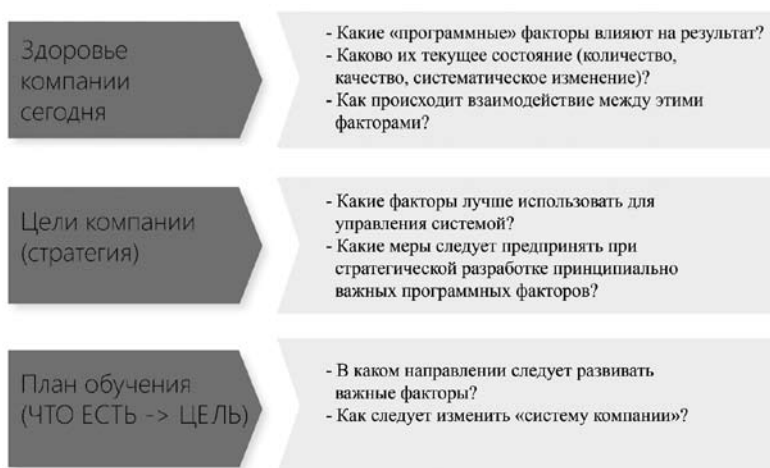 Здоровье
компании
сегодня
- Какие «программные» факторы влияют на результат?
- Каково их текущее состояние (количество,
качество, систематическое изменение)?
- Как происходит взаимодействие между этими
факторами?
Цели компании
(стратегия)
- Какие факторы лучше использовать для
управления системой?
- Какие меры следует предпринять при
стратегической разработке принципиально
важных программных факторов?
План обучения
(ЧТО ЕСТЬ -> ЦЕЛЬ)
- В каком направлении следует развивать
важные факторы?
- Как следует изменить «систему компании»?